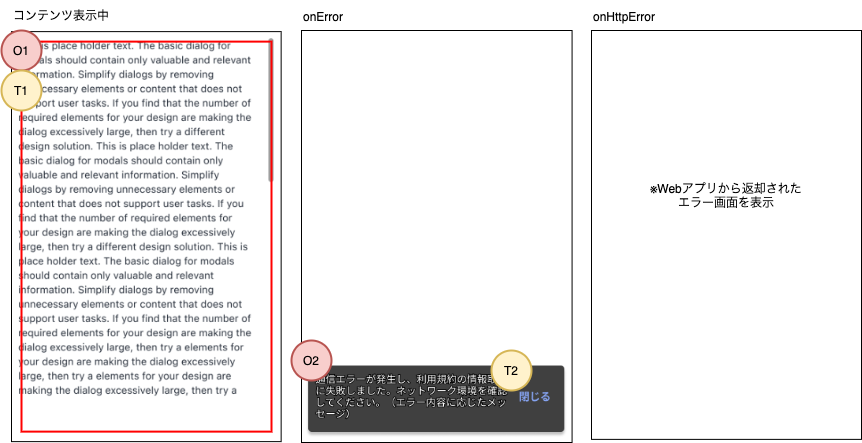 コンテンツ表示中
onError
onHttpError
O1
T1
is place holder text. The basic dialog for
als should contain only valuable and relevant
rmation. Simplify dialogs by removing
cessary elements or content that does not
port user tasks. If you find that the number of
required elements for your design are making the
dialog excessively large, then try a different
design solution. This is place holder text. The
basic dialog for modals should contain only
valuable and relevant information. Simplify
dialogs by removing unnecessary elements or
content that does not support user tasks. If you
find that the number of required elements for
your design are making the dialog excessively
large, then try a different design solution. This is
place holder text. The basic dialog for modals
should contain only valuable and relevant
information. Simplify dialogs by removing
unnecessary elements or content that does not
support user tasks. If you find that the number of
required elements for your design are making the
dialog excessively large, then try a elements for
your design are making the dialog excessively
large, then try a elements for your design are
making the dialog excessively large, then try a
O2
T2
通信エラーが発生し、利用規約の情報取
に失敗しました。ネットワーク環境を確認
してください。（エラー内容に応じたメッ
セージ）
閉じる
※Webアプリから返却された
エラー画面を表示